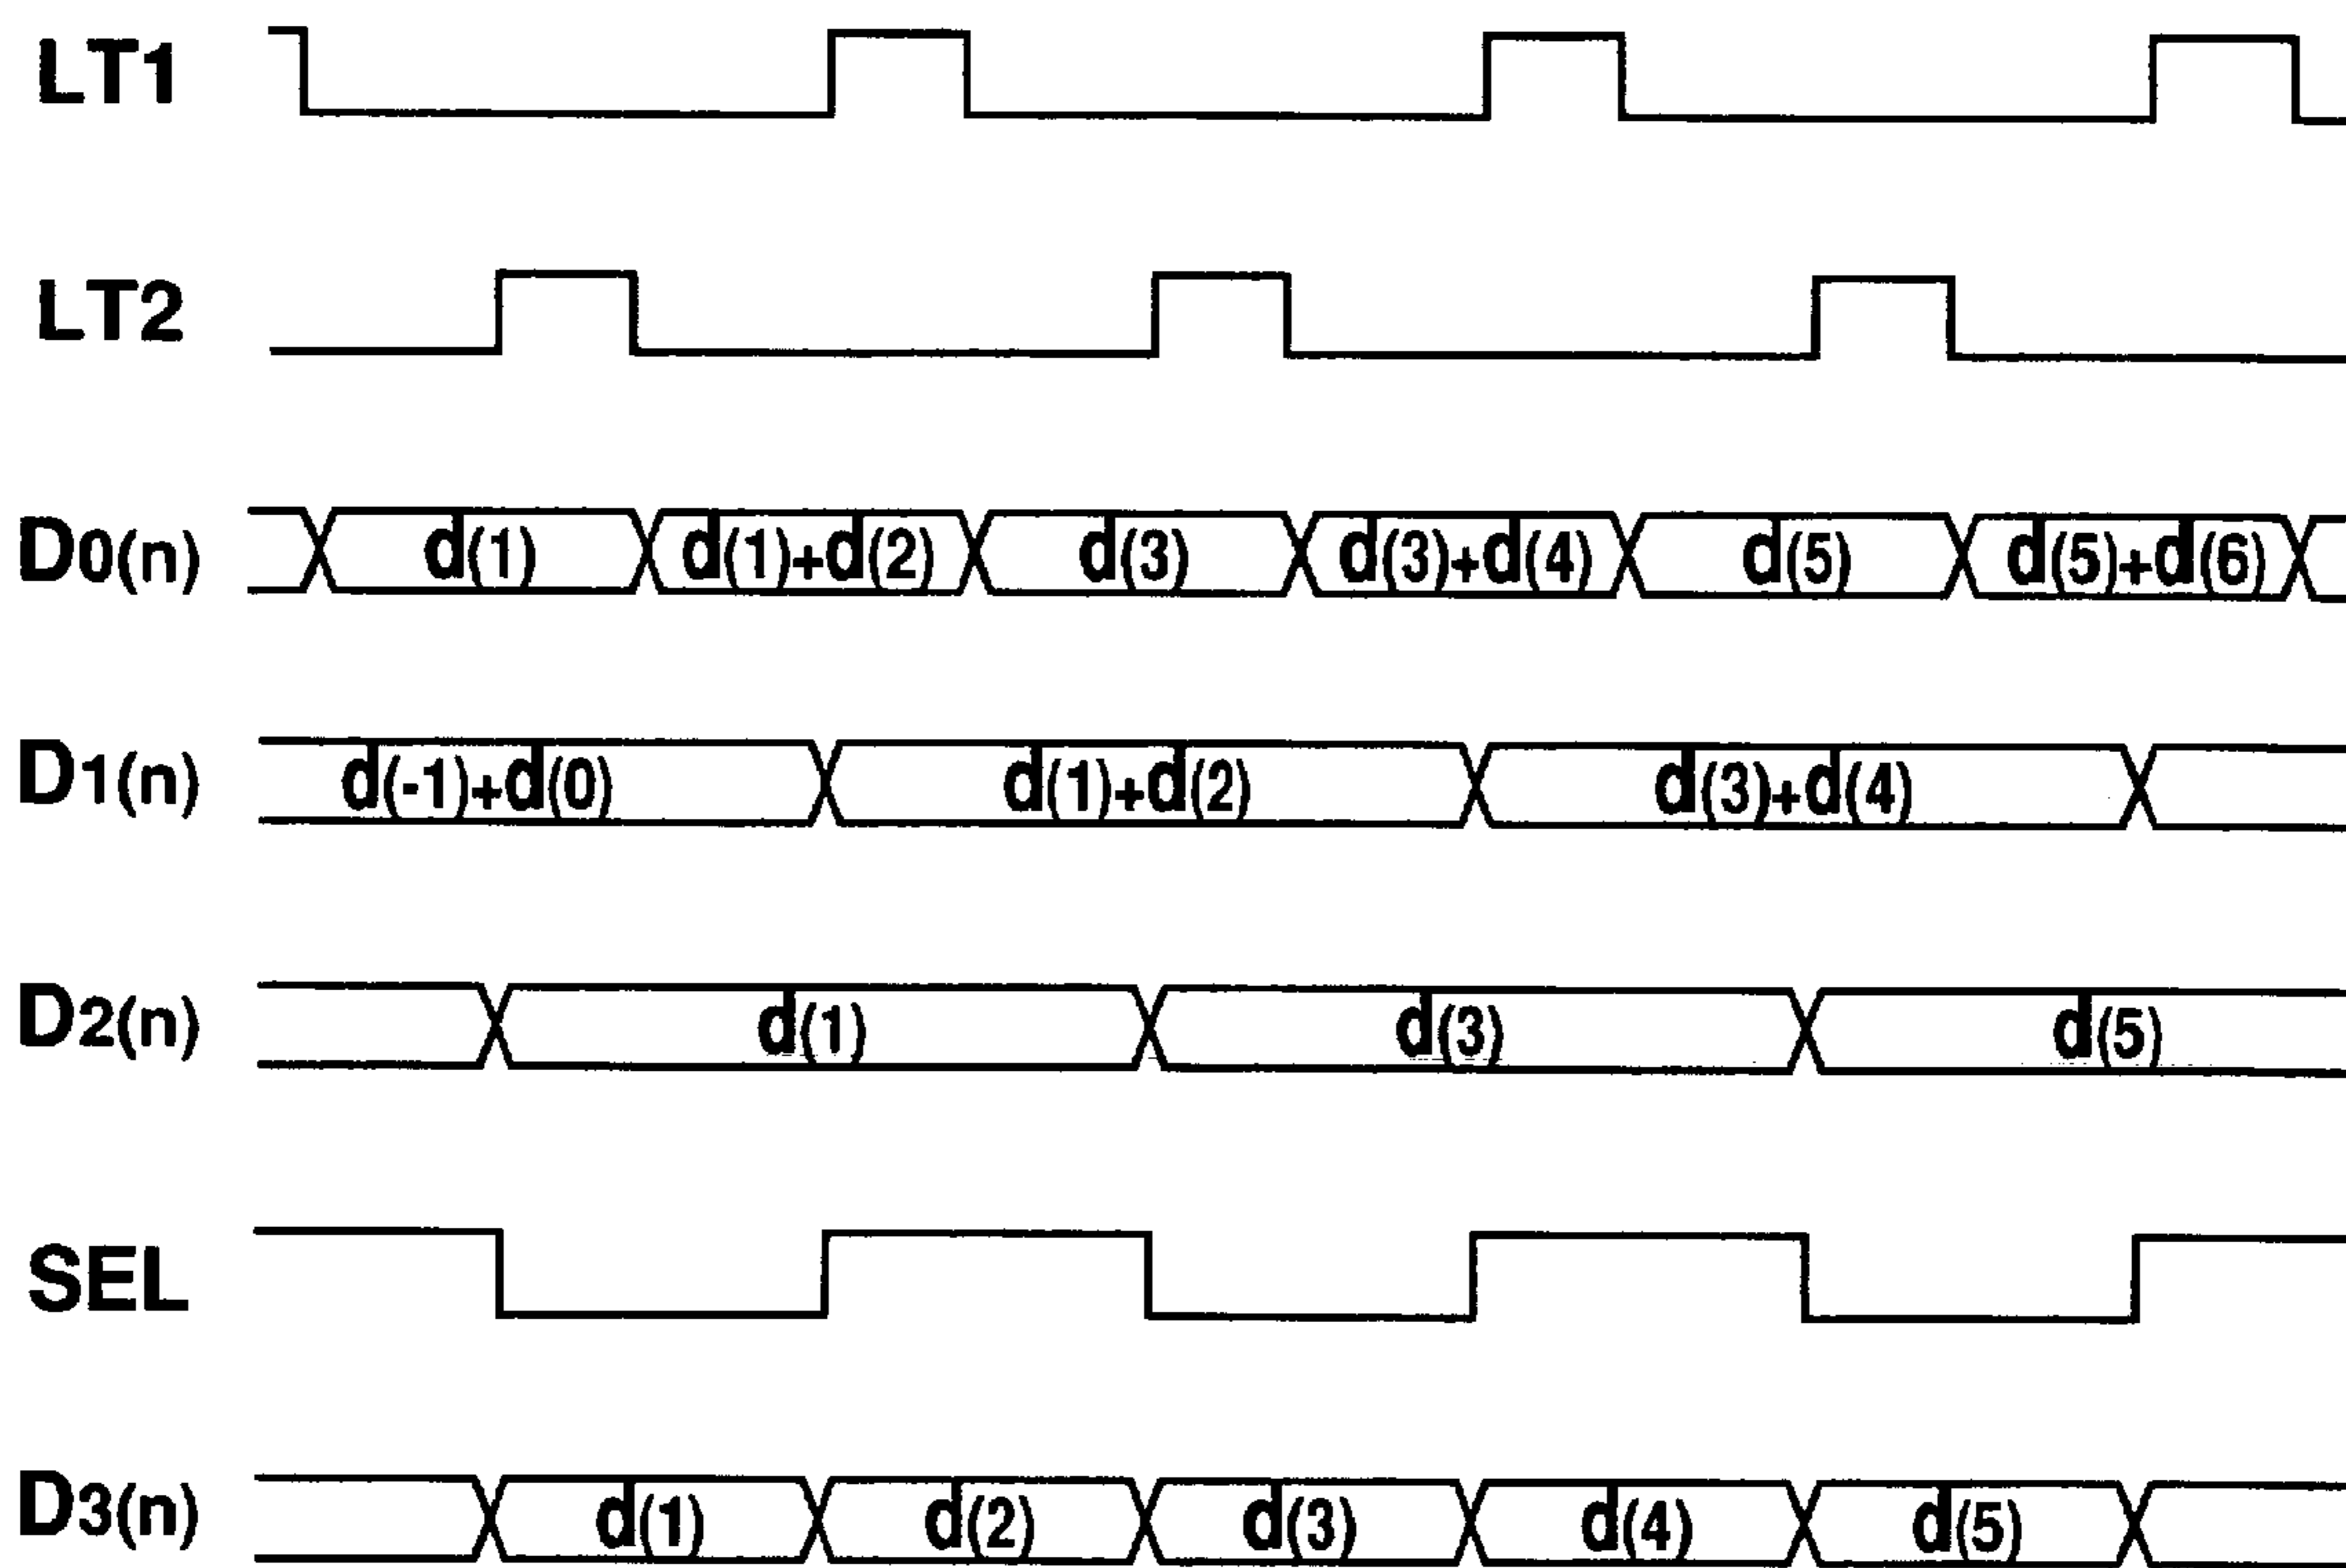 LT1
LT2
D0(n) d(1) d(1)+d(2) d(3) d(3)+d(4) d(5) d(5)+d(6)
D1(n) d(-1)+d(0) d(1)+d(2) d(3)+d(4)
D2(n) d(1) d(3) d(5)
SEL
D3(n) d(1) d(2) d(3) d(4) d(5)